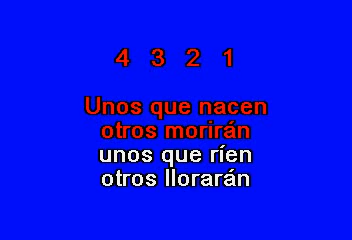 4 3 2 1
Unos que nacen
otros morirán
unos que ríen
otros llorarán